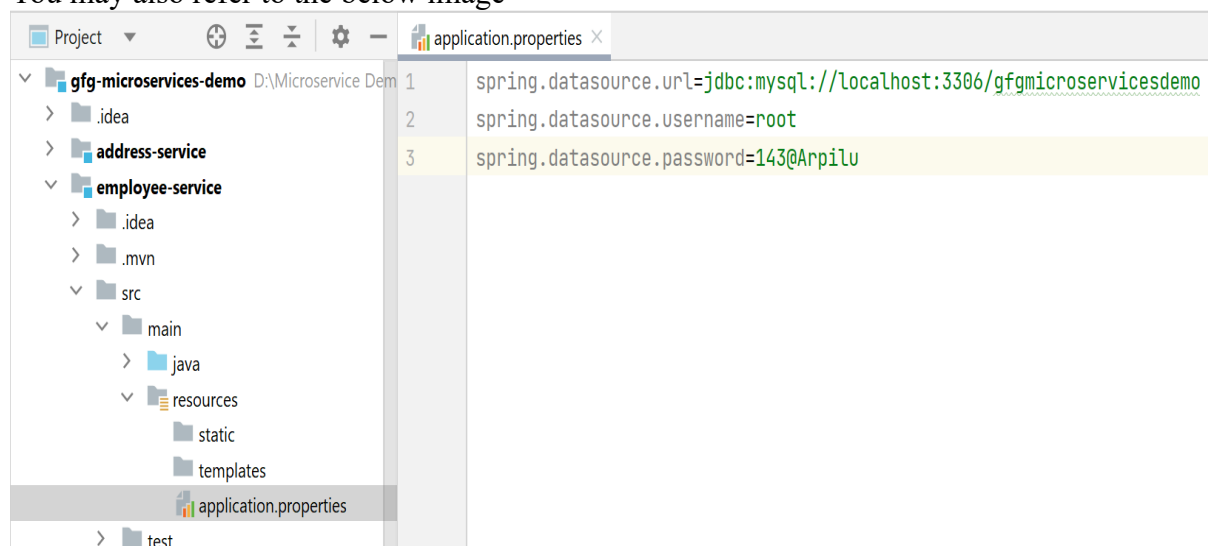 You may also refer to the below image
Project
application.properties
gfg-microservices-demo D:\Microservice Dem
.idea
address-service
employee-service
.idea
.mvn
src
main
java
resources
static
templates
application.properties
test
1 spring.datasource.url=jdbc:mysql://localhost:3306/gfgmicroservicesdemo
2 spring.datasource.username=root
3 spring.datasource.password=143@Arpilu